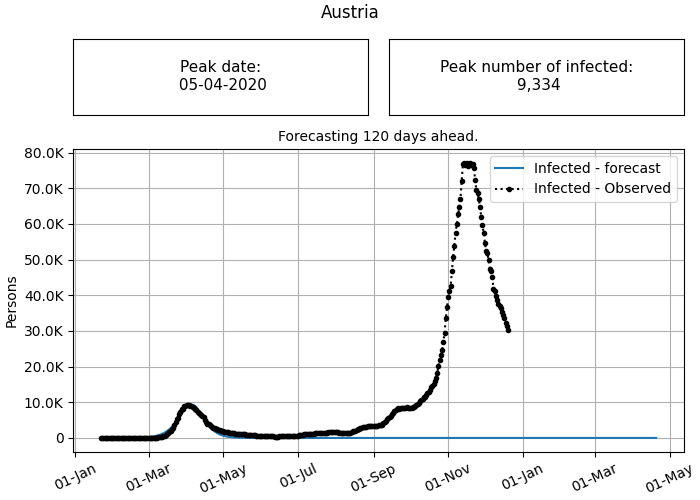 Austria
Peak date:
05-04-2020
Peak number of infected:
9,334
Forecasting 120 days ahead.
80.0K
70.0K
60.0K
50.0K
40.0K
30.0K
20.0K
10.0K
0
Persons
Infected - forecast
Infected - Observed
01-Jan
01-Mar
01-May
01-Jul
01-Sep
01-Nov
01-Jan
01-Mar
01-May